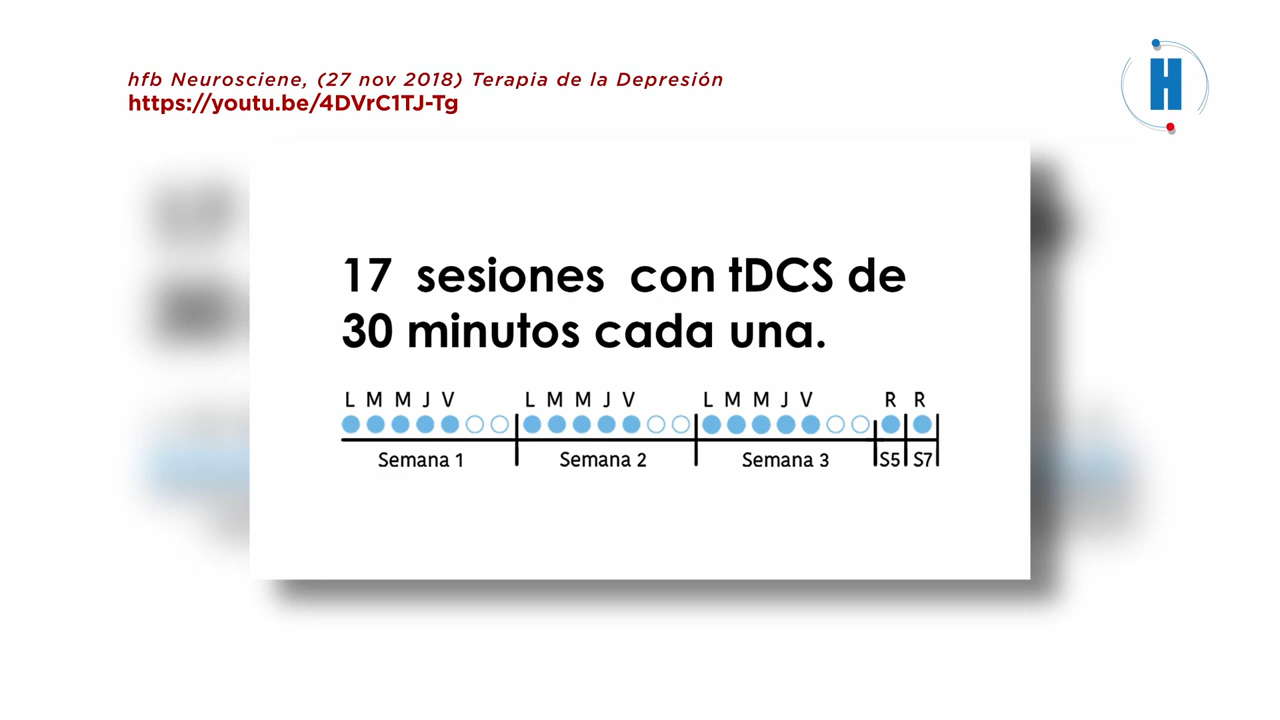 hfb Neurosciene, (27 nov 2018) Terapia de la Depresión
https://youtu.be/4DVrC1TJ-Tg
H
17 sesiones con tDCS de
30 minutos cada una.
L M M J V L M M J V L M M J V R R
Semana 1 Semana 2 Semana 3 S5 S7